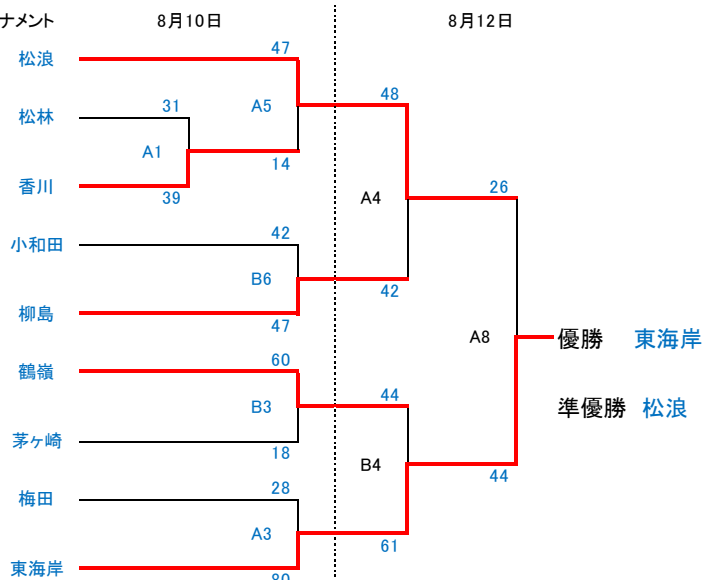 ナメント 8月10日 8月12日
松浪 47
48
松林 31 A5
A1 14
香川 39 A4 26
小和田 42
B6 42
柳島 47
A8 優勝 東海岸
鶴嶺 60
44 準優勝 松浪
B3
茅ヶ崎 18
B4 44
梅田 28
A3 61
東海岸